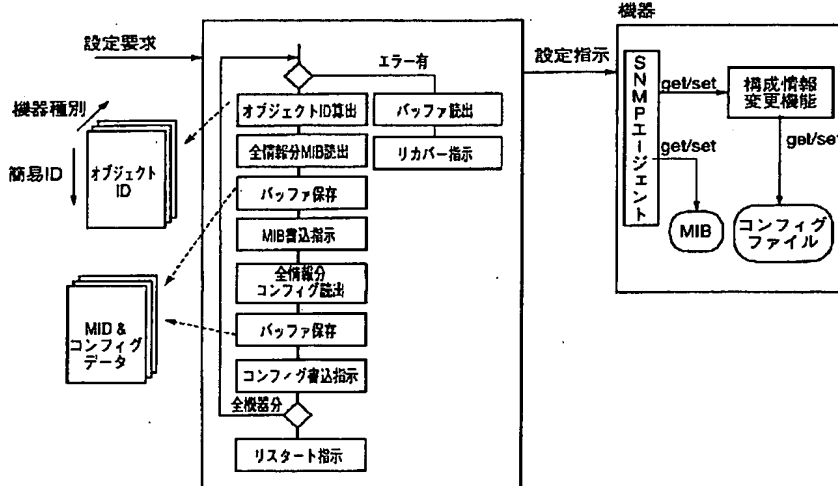 設定要求
機器種別
簡易ID
オブジェクト
ID
MID &
コンフィグ
データ
エラー有
オブジェクトID算出
バッファ読出
全情報分MIB読出
リカバー指示
バッファ保存
MIB書込指示
全情報分
コンフィグ読出
バッファ保存
コンフィグ書込指示
全機器分
リスタート指示
設定指示
機器
SNMPエージェント
get/set
構成情報
変更機能
get/set
get/set
MIB
コンフィグ
ファイル